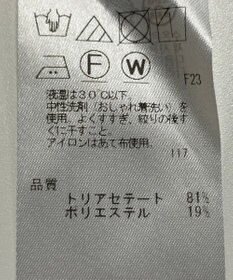 F
W
F23
液温は30℃以下、
中性洗剤(おしゃれ着洗い)を
使用。よくすすぎ、絞りの後す
ぐに干すこと。
アイロンはあて布使用。
117
品質
トリアセテート 81%
ポリエステル 19%